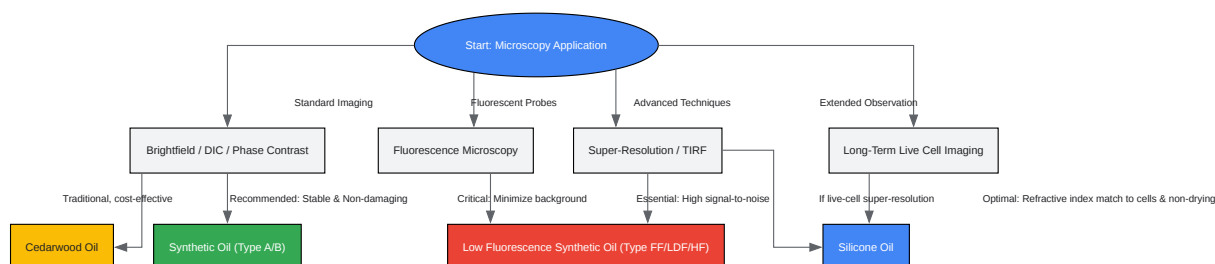 Start: Microscopy Application
Standard Imaging
Fluorescent Probes
Advanced Techniques
Extended Observation
Brightfield / DIC / Phase Contrast
Fluorescence Microscopy
Super-Resolution / TIRF
Long-Term Live Cell Imaging
Traditional, cost-effective
Recommended: Stable & Non-damaging
Critical: Minimize background
Essential: High signal-to-noise
If live-cell super-resolution
Optimal: Refractive index match to cells & non-drying
Cedarwood Oil
Synthetic Oil (Type A/B)
Low Fluorescence Synthetic Oil (Type FF/LDF/HF)
Silicone Oil